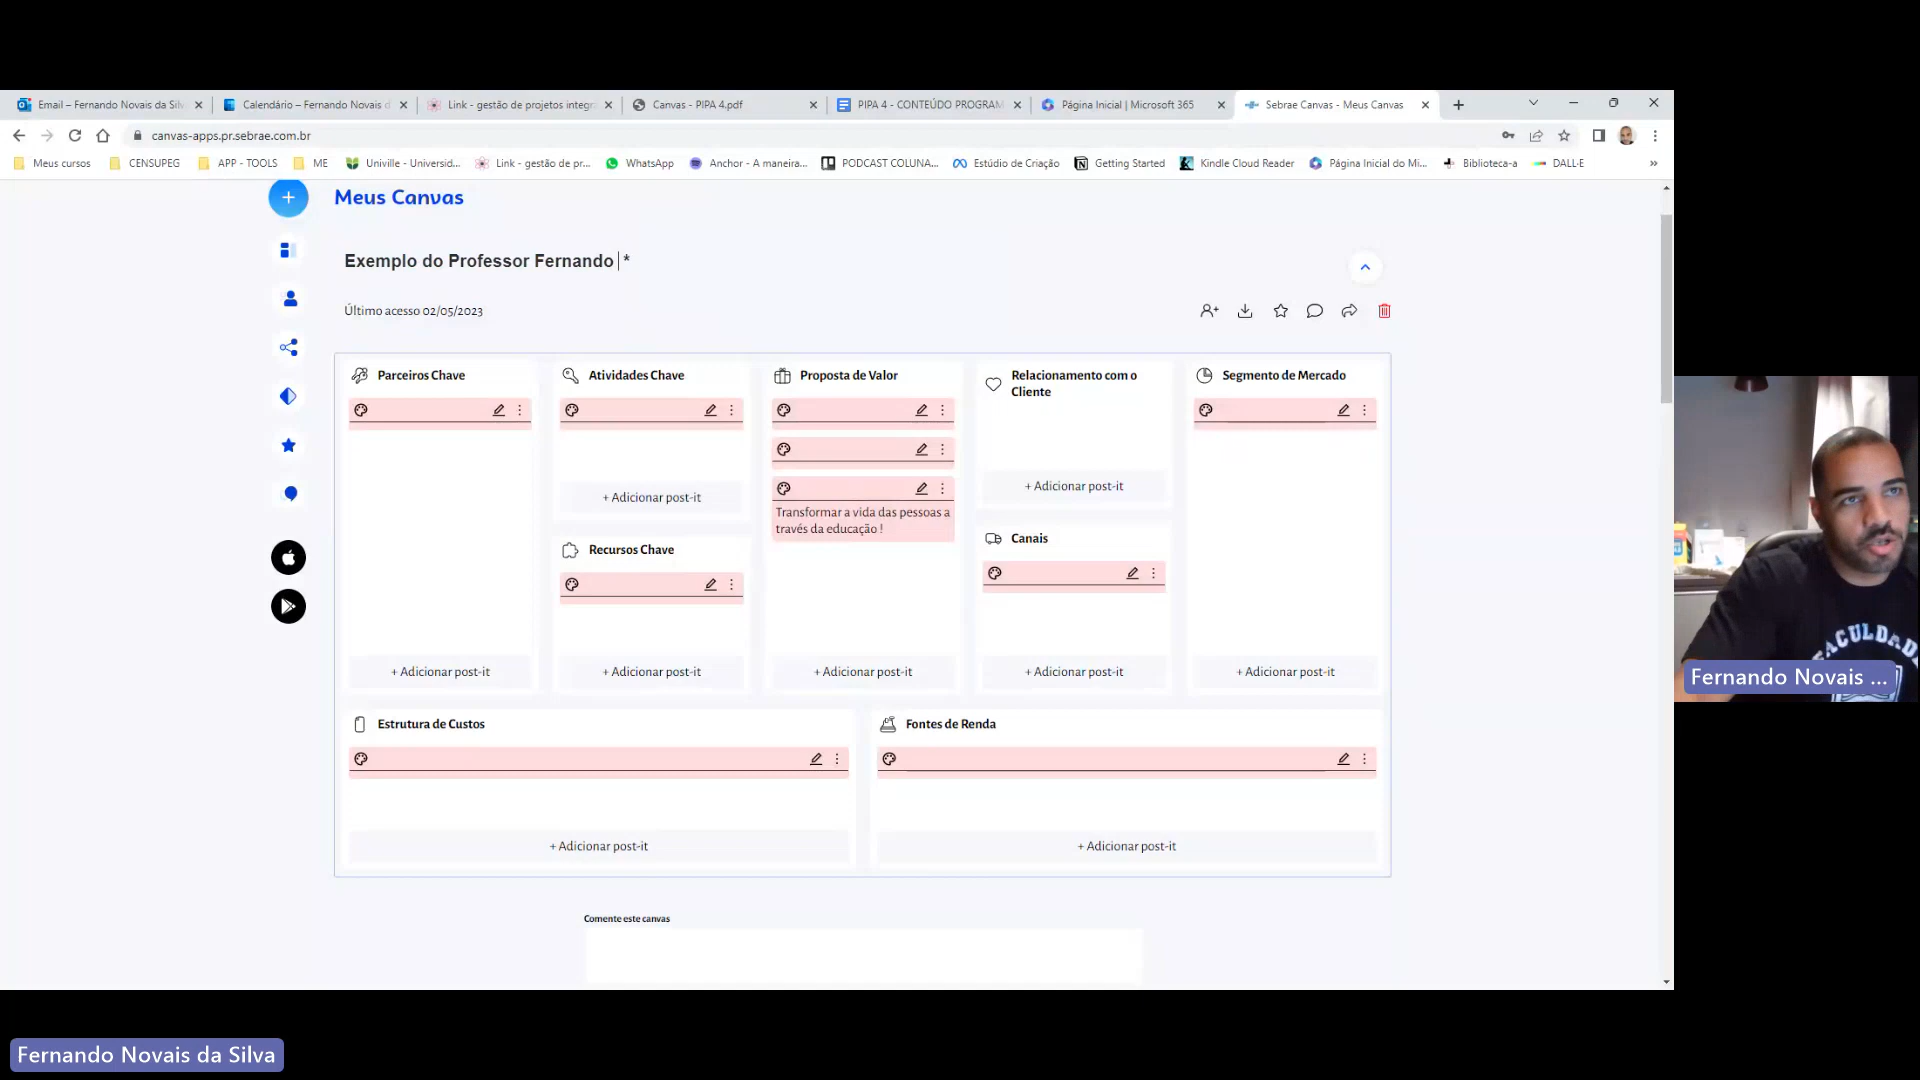 Email – Fernando Novais da Silv
Calendário – Fernando Novais d
Link - gestão de projetos integr
Canvas - PIPA 4.pdf
PIPA 4 - CONTEÚDO PROGRAM
Página Inicial | Microsoft 365
Sebrae Canvas - Meus Canvas
canvas-apps.pr.sebrae.com.br
Meus cursos
CENSUPEG
APP - TOOLS
ME
Univille - Universid...
Link - gestão de pr...
WhatsApp
Anchor - A maneira...
PODCAST COLUNA...
Estúdio de Criação
Getting Started
Kindle Cloud Reader
Página Inicial do Mi...
Biblioteca-a
DALL·E
Meus Canvas
Exemplo do Professor Fernando *
Último acesso 02/05/2023
Parceiros Chave
Atividades Chave
Proposta de Valor
Relacionamento com o
Cliente
Segmento de Mercado
+ Adicionar post-it
+ Adicionar post-it
Transformar a vida das pessoas a
través da educação !
Recursos Chave
Canais
+ Adicionar post-it
+ Adicionar post-it
+ Adicionar post-it
+ Adicionar post-it
+ Adicionar post-it
Estrutura de Custos
Fontes de Renda
+ Adicionar post-it
+ Adicionar post-it
Comente este canvas
ACULDAD
Fernando Novais ...
Fernando Novais da Silva